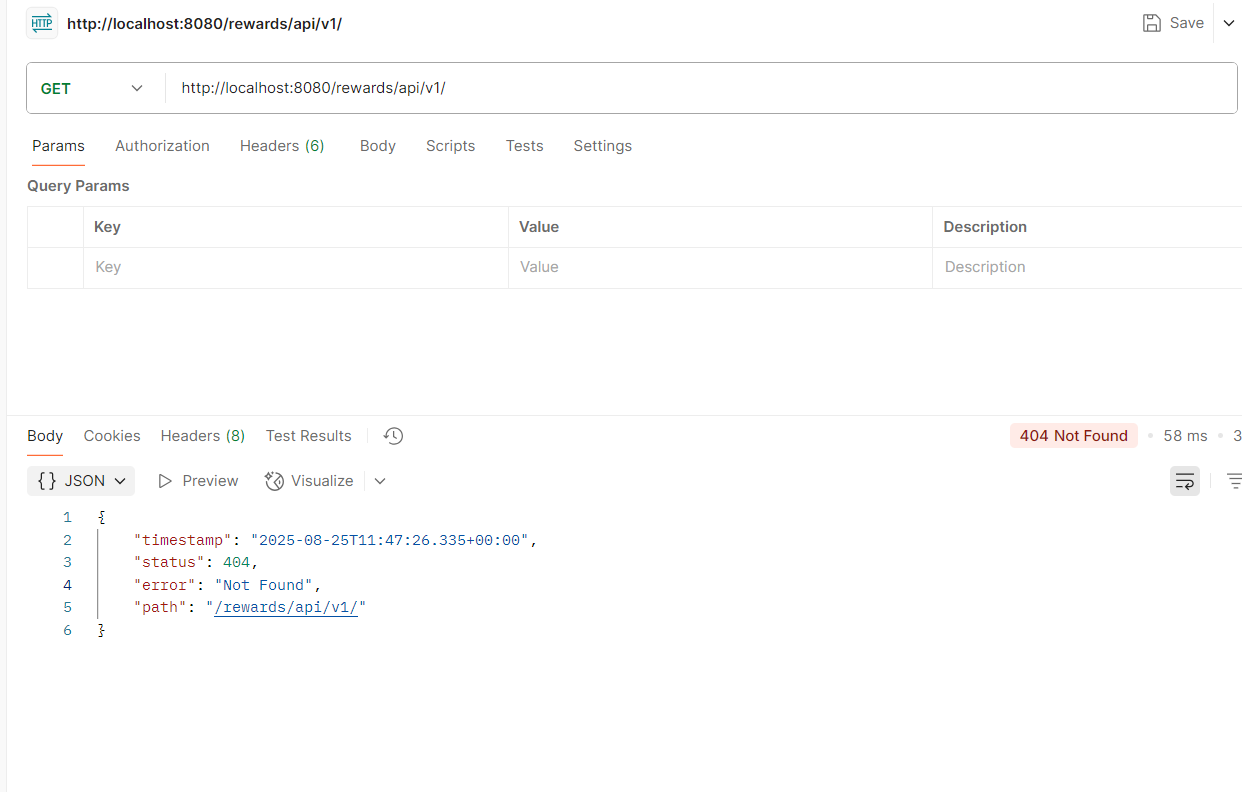 HTTP http://localhost:8080/rewards/api/v1/ Save
GET http://localhost:8080/rewards/api/v1/
Params Authorization Headers (6) Body Scripts Tests Settings
Query Params
Key Value Description
Key Value Description
Body Cookies Headers (8) Test Results 404 Not Found • 58 ms • 3
{} JSON Preview Visualize
1 {
2 "timestamp": "2025-08-25T11:47:26.335+00:00",
3 "status": 404,
4 "error": "Not Found",
5 "path": "/rewards/api/v1/"
6 }